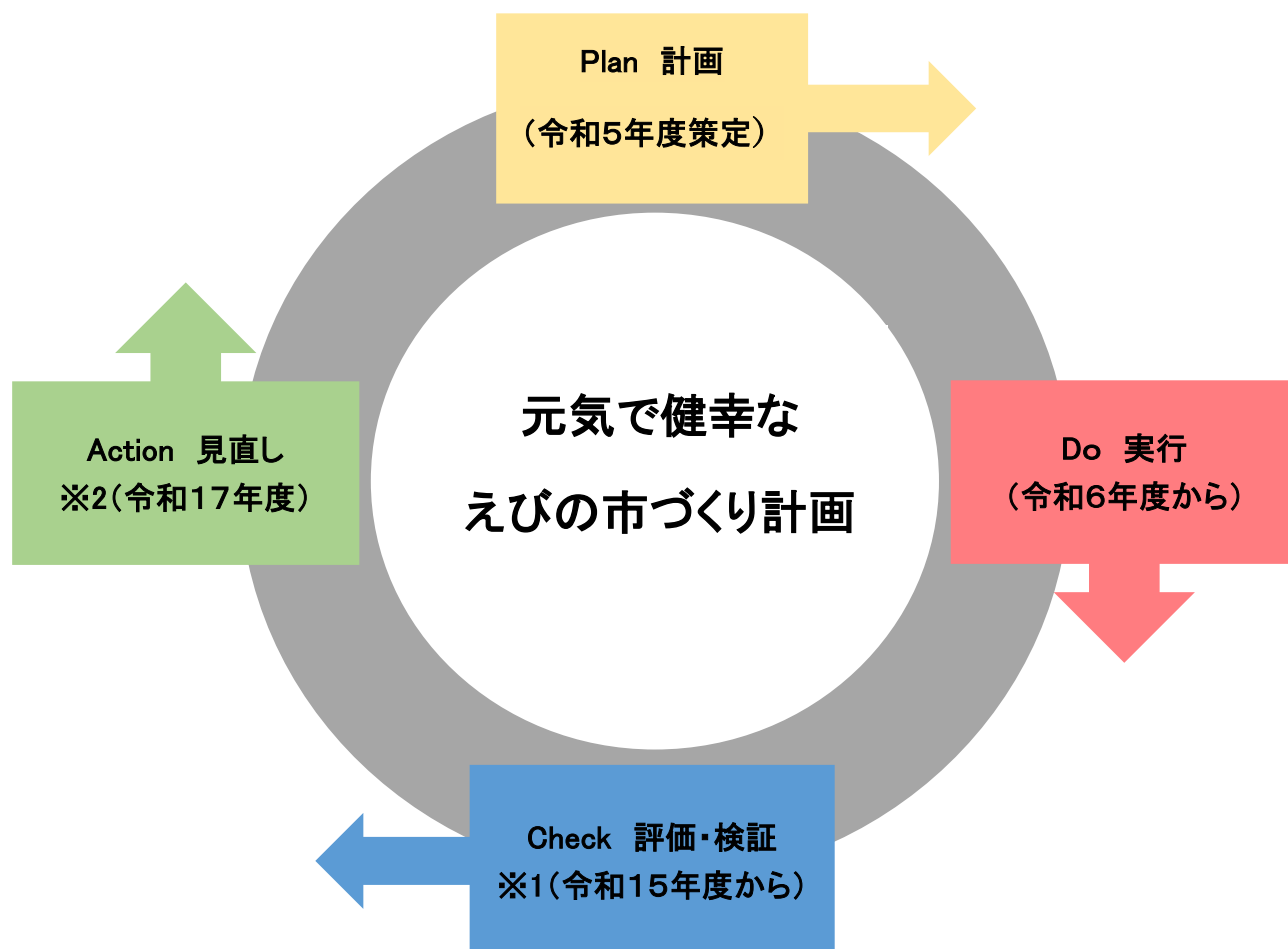 Plan 計画
（令和5年度策定）
Action 見直し
※2（令和17年度）
元気で健幸な
えびの市づくり計画
Do 実行
（令和6年度から）
Check 評価・検証
※1（令和15年度から）